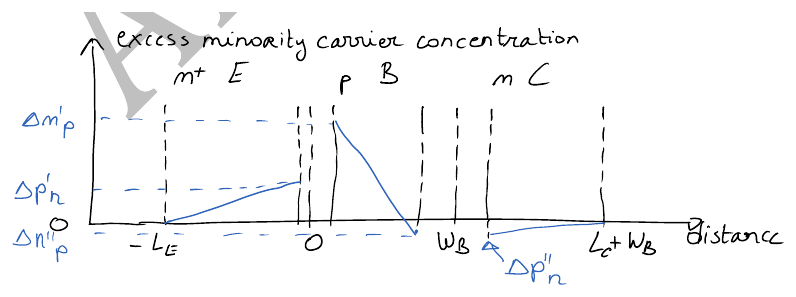 excess minority carrier concentration
n+ E p B n C
Δn'p
Δp'n
0
Δn"p
-LE 0 WB Lc+WB distance
Δp"n